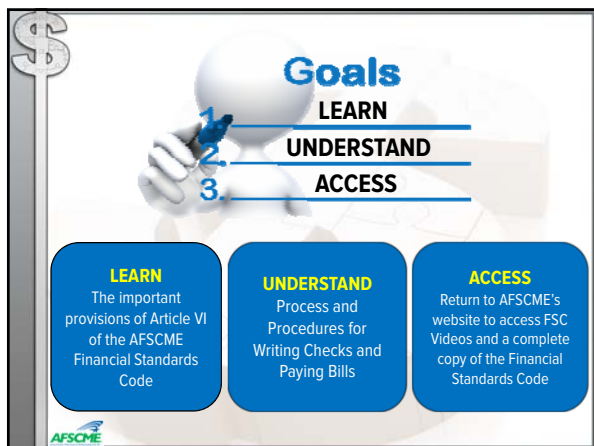 Goals
1. LEARN
2. UNDERSTAND
3. ACCESS
LEARN
The important
provisions of Article VI
of the AFSCME
Financial Standards
Code
UNDERSTAND
Process and
Procedures for
Writing Checks and
Paying Bills
ACCESS
Return to AFSCME's
website to access FSC
Videos and a complete
copy of the Financial
Standards Code
AFSCME